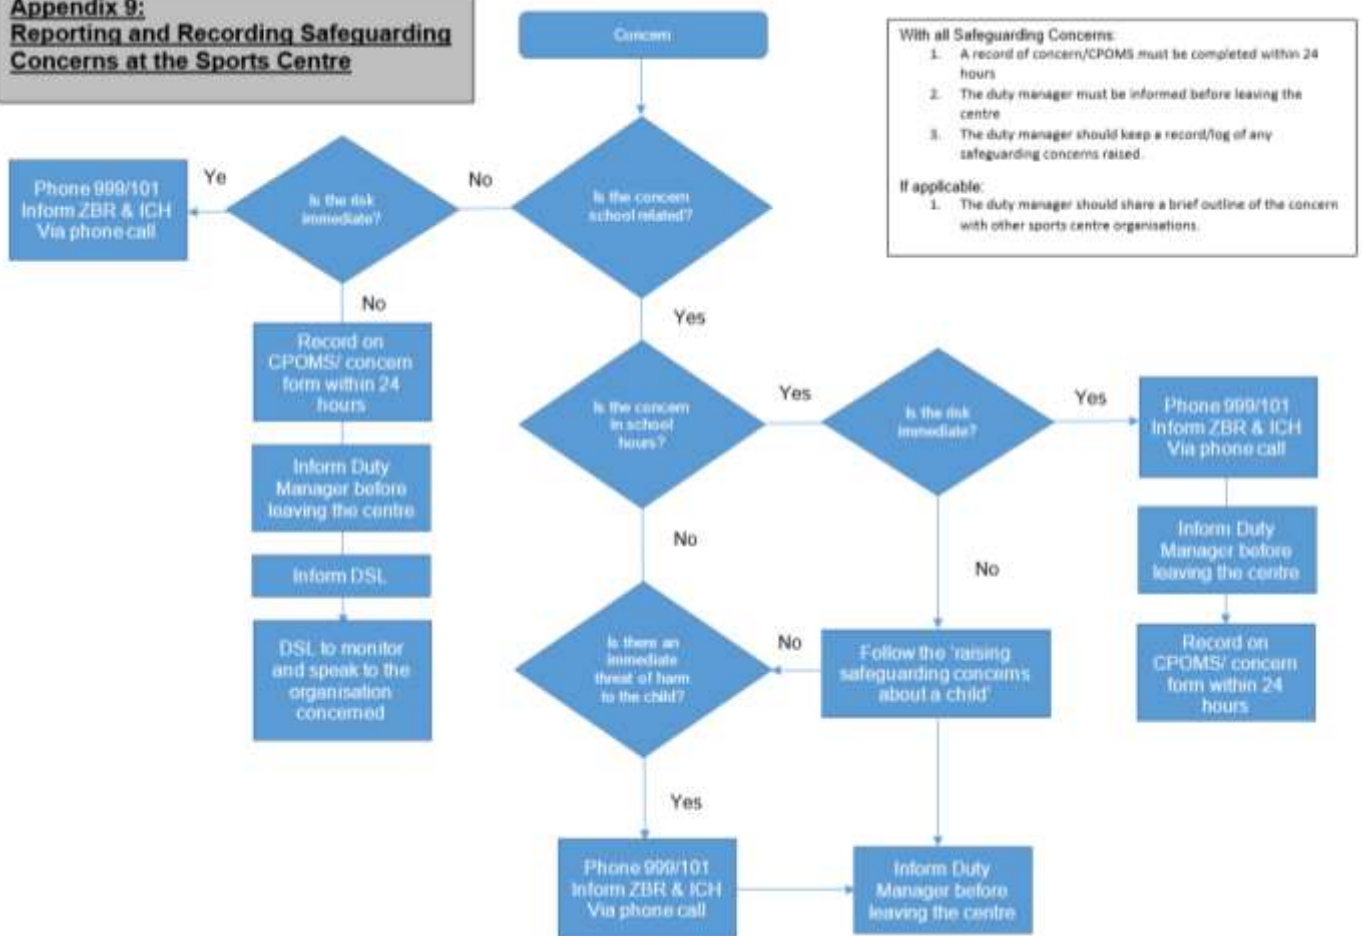 Appendix 9:
Reporting and Recording Safeguarding
Concerns at the Sports Centre
Concern
With all Safeguarding Concerns:
1. A record of concern/CPOMS must be completed within 24
hours
2. The duty manager must be informed before leaving the
centre
3. The duty manager should keep a record/log of any
safeguarding concerns raised.
If applicable:
1. The duty manager should share a brief outline of the concern
with other sports centre organisations.
Phone 999/101
Inform ZBR & ICH
Via phone call
Ye
Is the risk
immediate?
No
Is the concern
school related?
No
Record on
CPOMS/ concern
form within 24
hours
Inform Duty
Manager before
leaving the centre
Inform DSL
DSL to monitor
and speak to the
organisation
concerned
Yes
Is the concern
in school
hours?
Yes
Is the risk
immediate?
Yes
Phone 999/101
Inform ZBR & ICH
Via phone call
Inform Duty
Manager before
leaving the centre
Record on
CPOMS/ concern
form within 24
hours
No
No
Is there an
immediate
threat of harm
to the child?
No
Follow the 'raising
safeguarding concerns
about a child'
Yes
Phone 999/101
Inform ZBR & ICH
Via phone call
Inform Duty
Manager before
leaving the centre